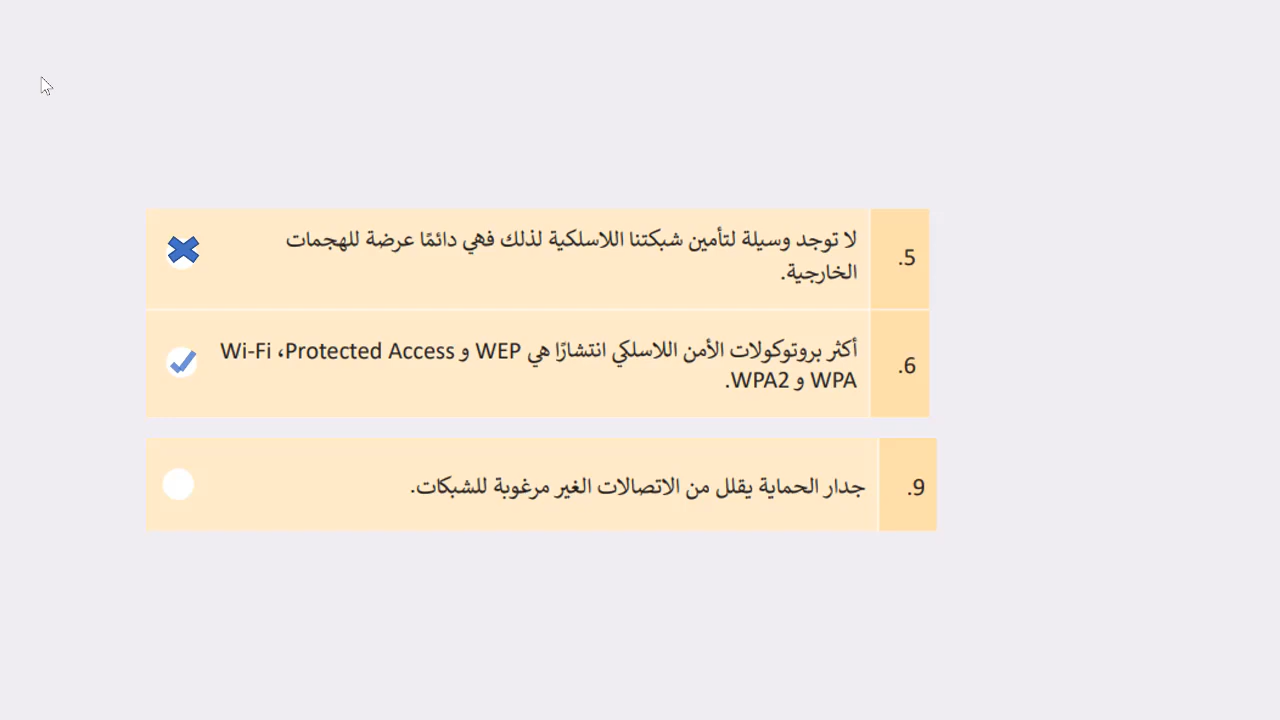 5. لا توجد وسيلة لتأمين شبكتنا اللاسلكية لذلك فهي دائمًا عرضة للهجمات
الخارجية.
6. أكثر بروتوكولات الأمن اللاسلكي انتشارًا هي WEP و Protected Access، Wi-Fi
WPA و WPA2.
9. جدار الحماية يقلل من الاتصالات الغير مرغوبة للشبكات.